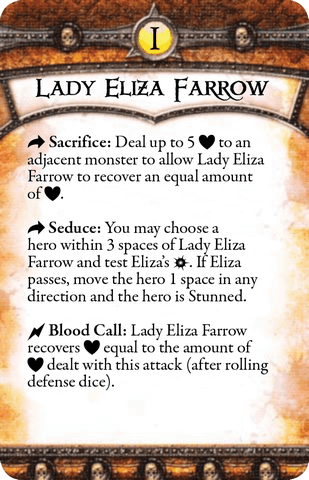 I
Lady Eliza Farrow
Sacrifice: Deal up to 5 ♥ to an
adjacent monster to allow Lady Eliza
Farrow to recover an equal amount
of ♥.
Seduce: You may choose a
hero within 3 spaces of Lady Eliza
Farrow and test Eliza's . If Eliza
passes, move the hero 1 space in any
direction and the hero is Stunned.
Blood Call: Lady Eliza Farrow
recovers ♥ equal to the amount of
♥ dealt with this attack (after rolling
defense dice).